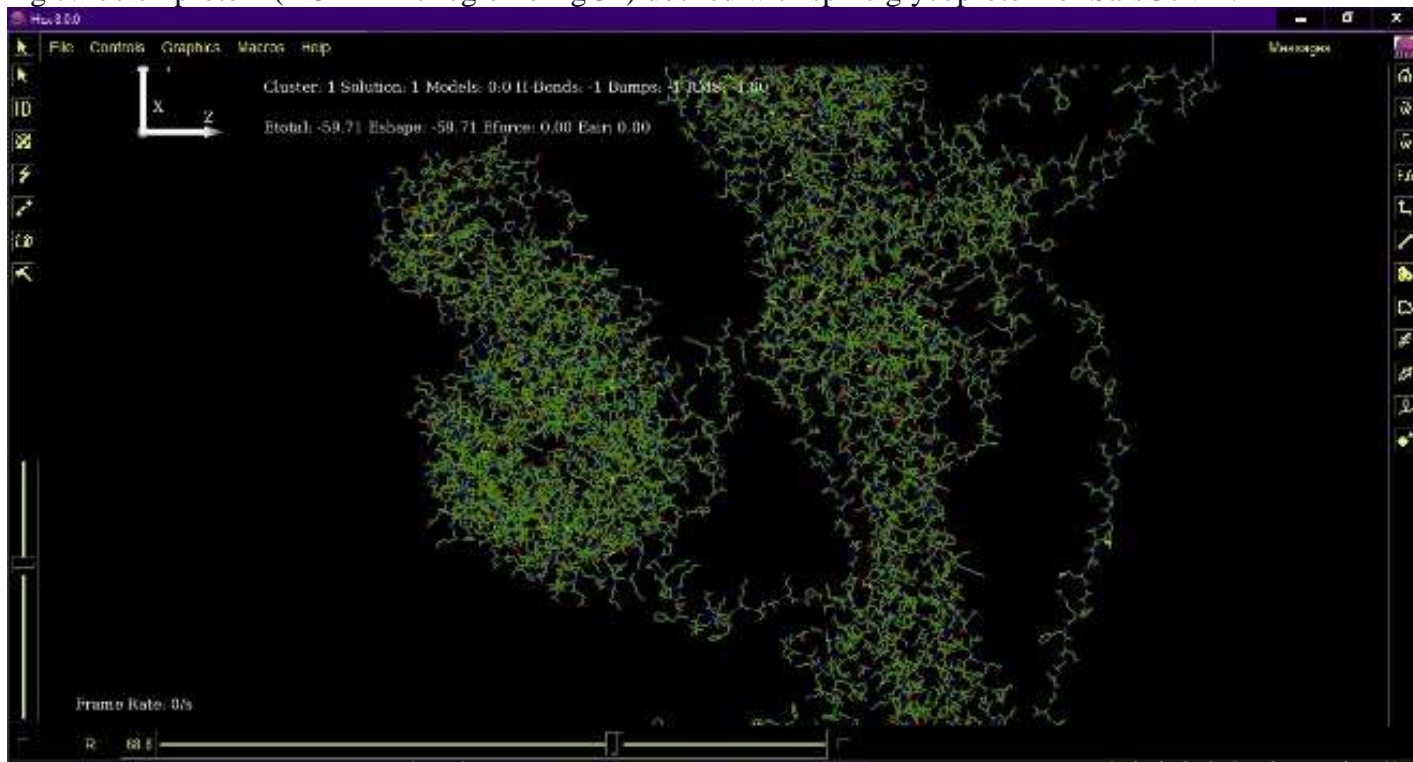 Hex 8.0.0
File Controls Graphics Macros Help
Messages
Cluster: 1 Solution: 1 Models: 0:0 H-Bonds: -1 Bumps: -1 RMS: -1.00
X
Z
Etotal: -59.71 Eshape: -59.71 Eforce: 0.00 Eair: 0.00
Frame Rate: 0/s
R